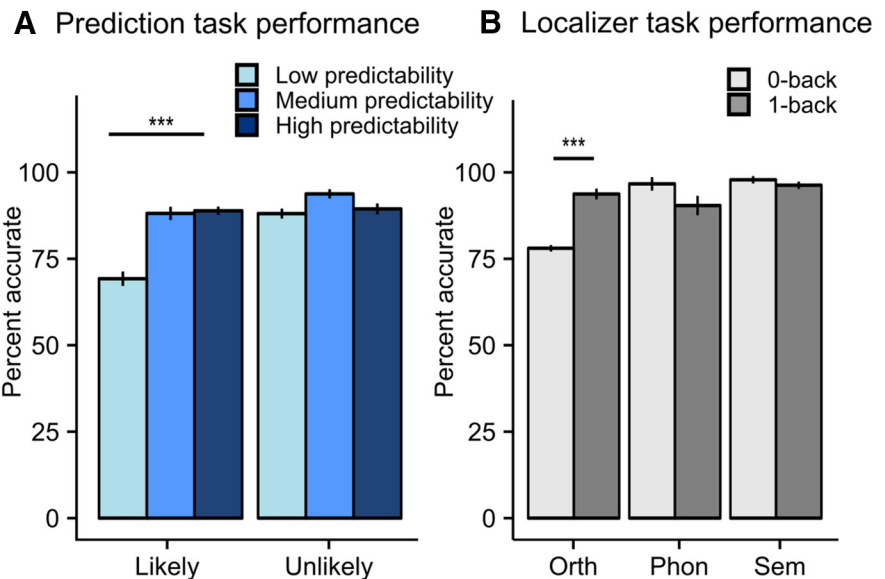 A Prediction task performance
Low predictability
Medium predictability
High predictability
***
100
75
50
25
0
Percent accurate
Likely Unlikely
B Localizer task performance
0-back
1-back
***
100
75
50
25
0
Percent accurate
Orth Phon Sem